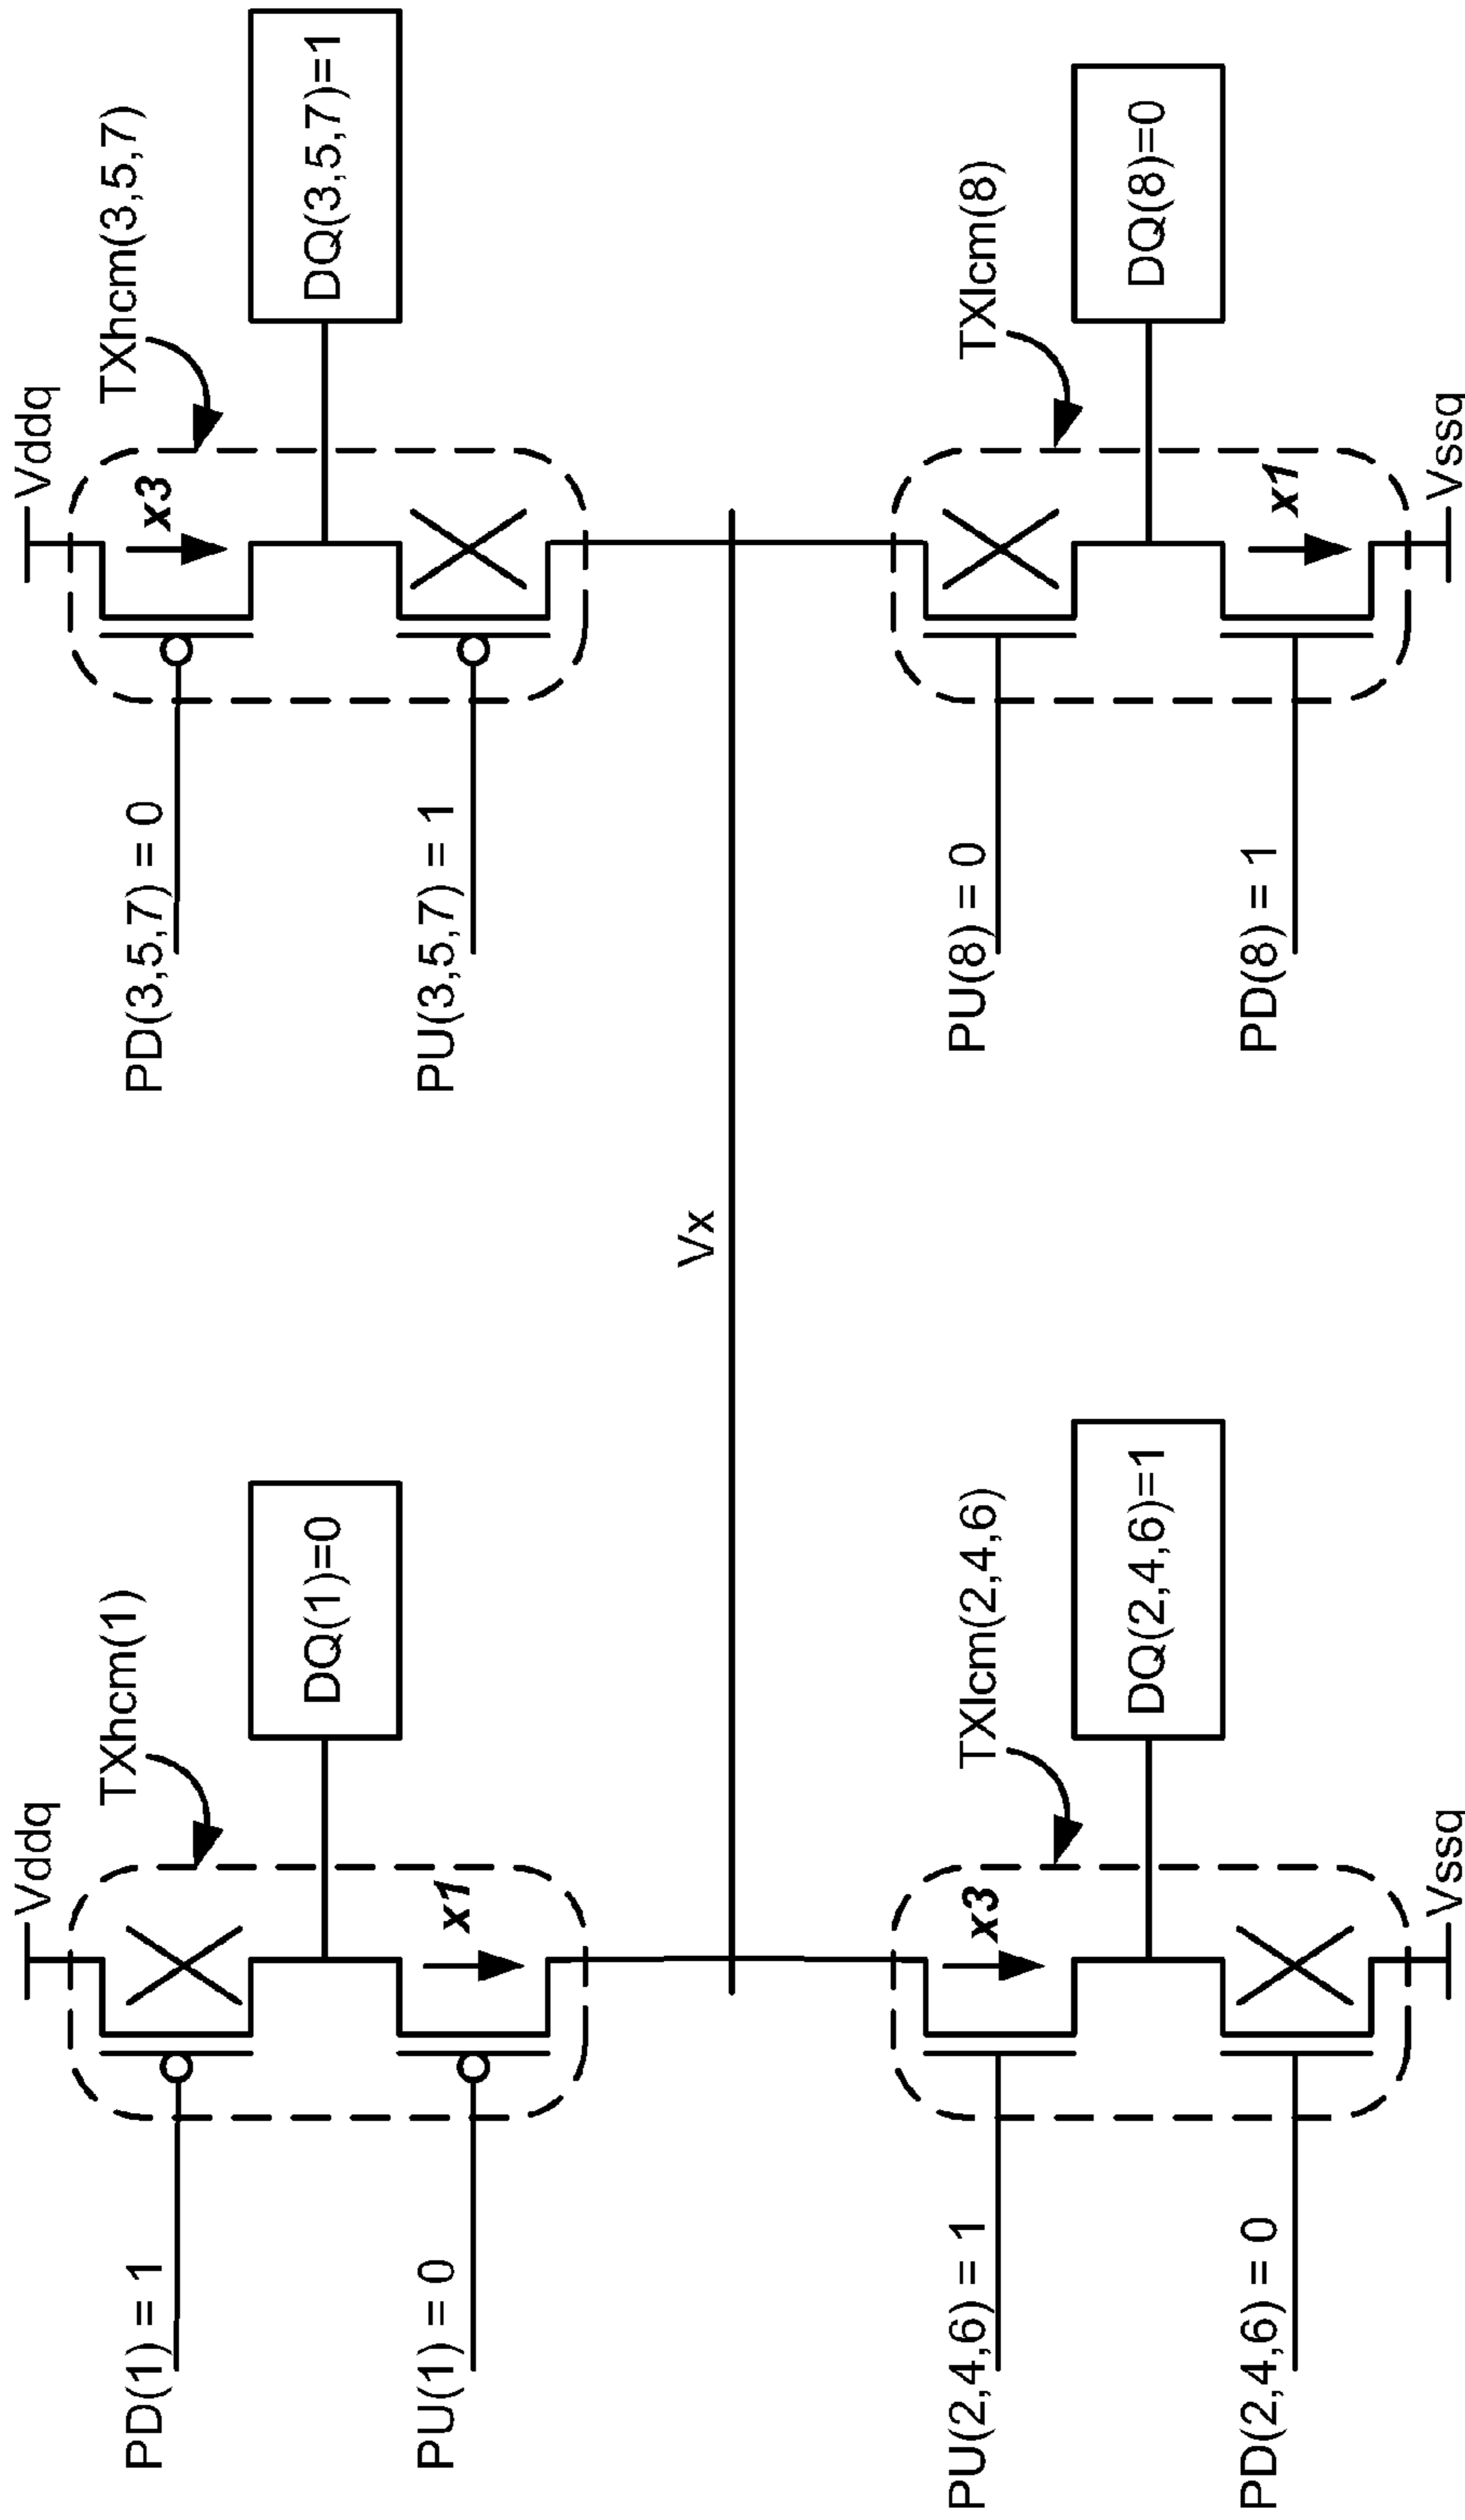 Vddq
TXhcm(1)
PD(1) = 1
DQ(1)=0
PU(1) = 0
x1
Vddq
TXhcm(3,5,7)
PD(3,5,7) = 0
x3
DQ(3,5,7)=1
PU(3,5,7) = 1
Vx
TXlcm(2,4,6)
PU(2,4,6) = 1
x3
DQ(2,4,6)=1
PD(2,4,6) = 0
Vssq
TXlcm(8)
PU(8) = 0
DQ(8)=0
PD(8) = 1
x1
Vssq